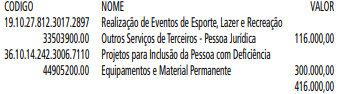 CODIGO NOME VALOR
19.10.27.812.3017.2897 Realização de Eventos de Esporte, Lazer e Recreação
33503900.00 Outros Serviços de Terceiros - Pessoa Jurídica 116.000,00
36.10.14.242.3006.7110 Projetos para Inclusão da Pessoa com Deficiência
44905200.00 Equipamentos e Material Permanente 300.000,00
416.000,00